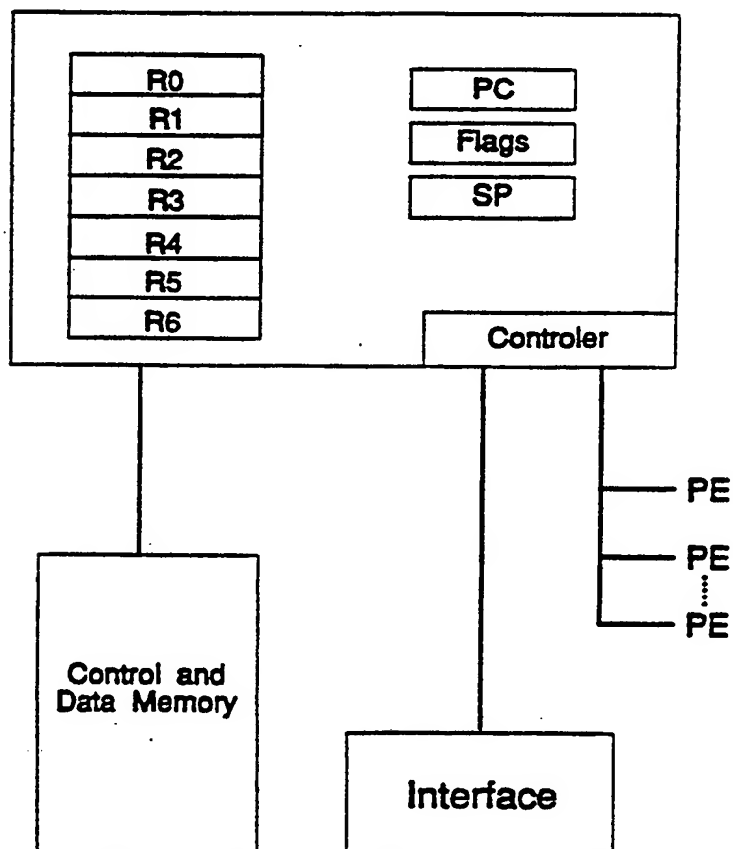 R0
R1
R2
R3
R4
R5
R6
PC
Flags
SP
Controler
PE
PE
PE
Control and
Data Memory
Interface